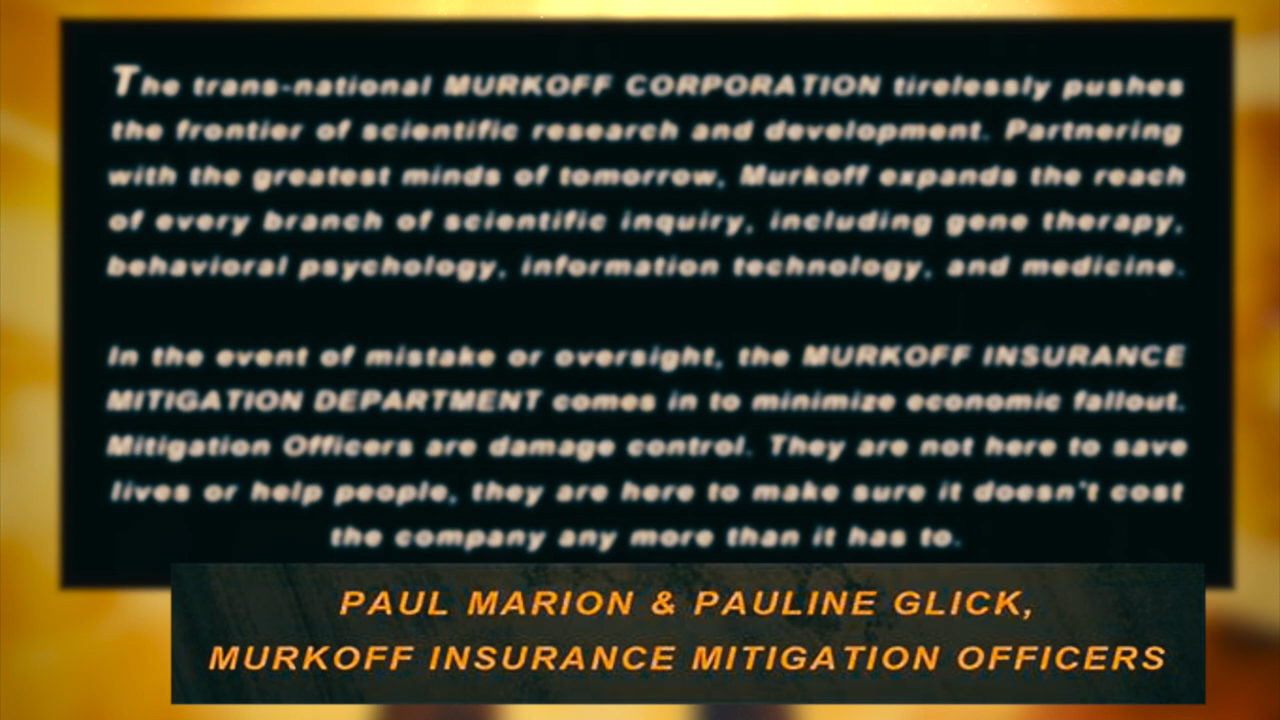 The trans-national MURKOFF CORPORATION tirelessly pushes
the frontier of scientific research and development. Partnering
with the greatest minds of tomorrow, Murkoff expands the reach
of every branch of scientific inquiry, including gene therapy,
behavioral psychology, information technology, and medicine.
In the event of mistake or oversight, the MURKOFF INSURANCE
MITIGATION DEPARTMENT comes in to minimize economic fallout.
Mitigation Officers are damage control. They are not here to save
lives or help people, they are here to make sure it doesn't cost
the company any more than it has to.
PAUL MARION & PAULINE GLICK,
MURKOFF INSURANCE MITIGATION OFFICERS